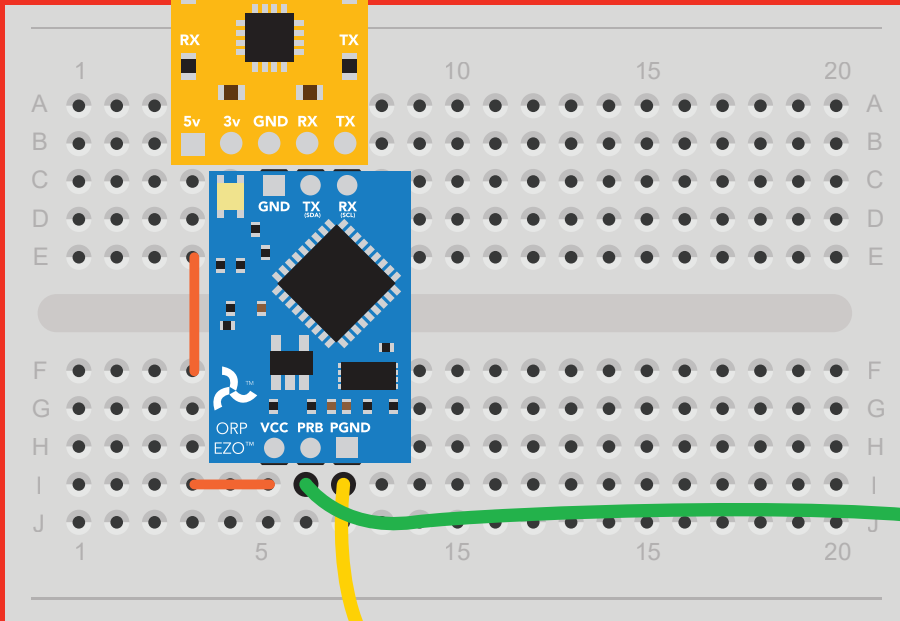 RX TX
1 10 15 20
A A
5v 3v GND RX TX
B B
C C
GND TX RX
(SDA) (SCL)
D D
E E
F F
TM
G G
ORP VCC PRB PGND
EZO™
H H
I I
J J
1 5 15 15 20